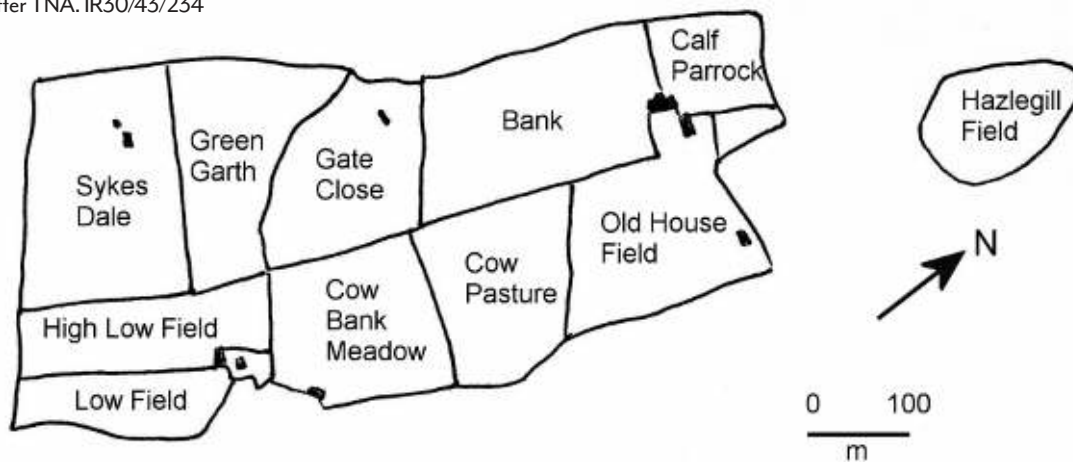 TNA. IR30/43/234
Calf
Parrock
Hazlegill
Field
Bank
Green
Garth
Gate
Close
Sykes
Dale
Old House
Field
N
Cow
Pasture
Cow
Bank
Meadow
High Low Field
Low Field
0 100
m